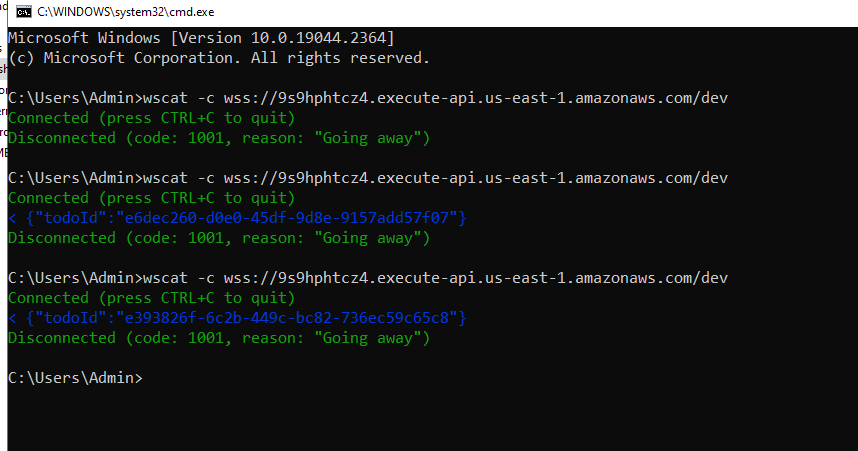 C:\WINDOWS\system32\cmd.exe
Microsoft Windows [Version 10.0.19044.2364]
(c) Microsoft Corporation. All rights reserved.
C:\Users\Admin>wscat -c wss://9s9hphtcz4.execute-api.us-east-1.amazonaws.com/dev
Connected (press CTRL+C to quit)
Disconnected (code: 1001, reason: "Going away")
C:\Users\Admin>wscat -c wss://9s9hphtcz4.execute-api.us-east-1.amazonaws.com/dev
Connected (press CTRL+C to quit)
< {"todoId":"e6dec260-d0e0-45df-9d8e-9157add57f07"}
Disconnected (code: 1001, reason: "Going away")
C:\Users\Admin>wscat -c wss://9s9hphtcz4.execute-api.us-east-1.amazonaws.com/dev
Connected (press CTRL+C to quit)
< {"todoId":"e393826f-6c2b-449c-bc82-736ec59c65c8"}
Disconnected (code: 1001, reason: "Going away")
C:\Users\Admin>